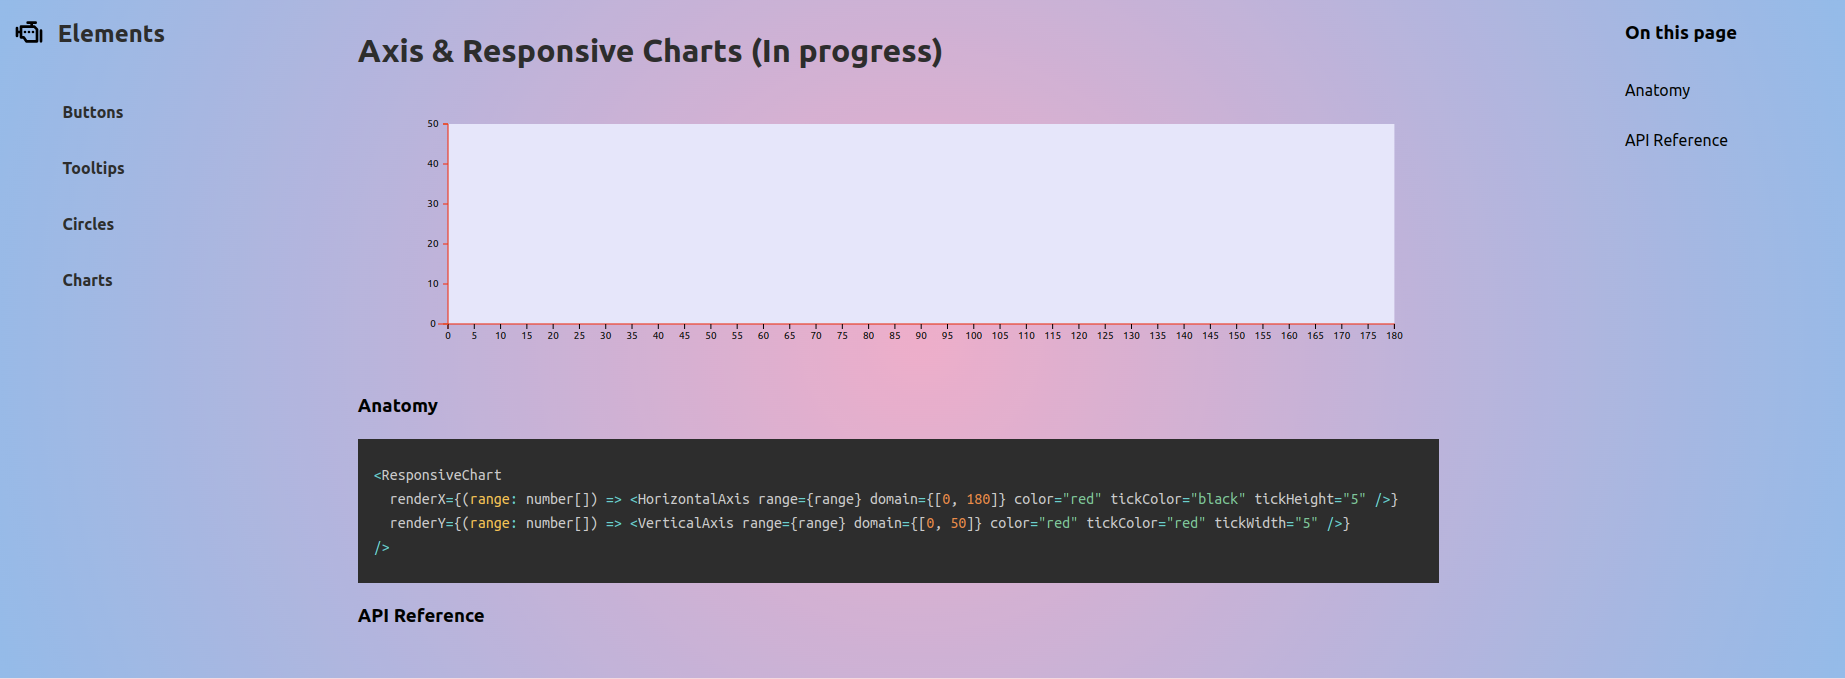 Elements
Buttons
Tooltips
Circles
Charts
Axis & Responsive Charts (In progress)
50
40
30
20
10
0
0 5 10 15 20 25 30 35 40 45 50 55 60 65 70 75 80 85 90 95 100 105 110 115 120 125 130 135 140 145 150 155 160 165 170 175 180
Anatomy
<ResponsiveChart
  renderX={(range: number[]) => <HorizontalAxis range={range} domain={[0, 180]} color="red" tickColor="black" tickHeight="5" />}
  renderY={(range: number[]) => <VerticalAxis range={range} domain={[0, 50]} color="red" tickColor="red" tickWidth="5" />}
/>
API Reference
On this page
Anatomy
API Reference